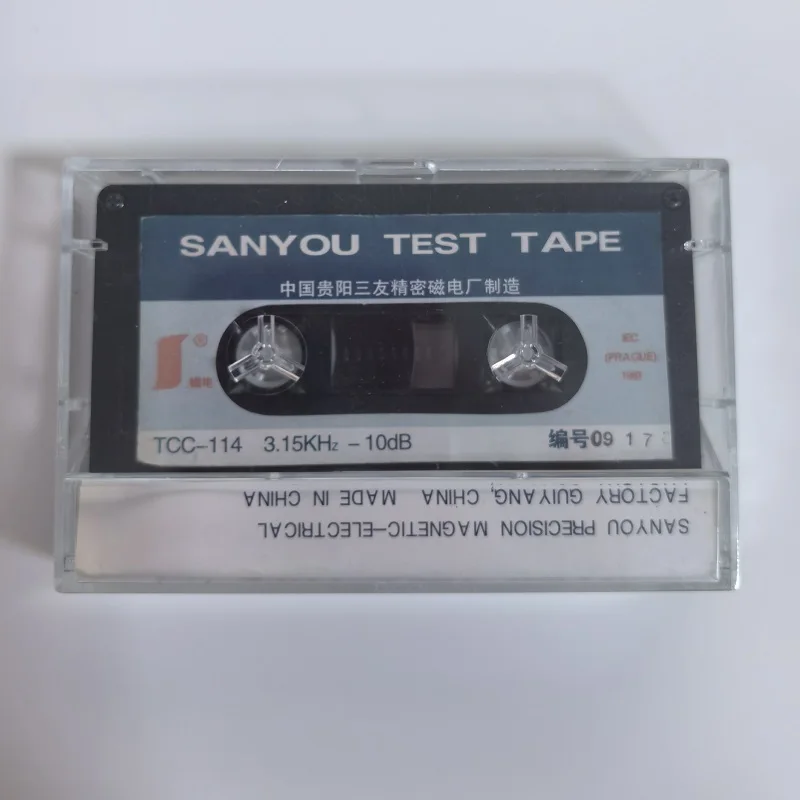 SANYOU TEST TAPE
中国贵阳三友精密磁电厂制造
®
磁电
IEC
(PRAGUE)
TCC-114 3.15KHz -10dB
编号09 17
FACTORY GUIYANG, CHINA MADE IN CHINA
SANYOU PRECISION MAGNETIC-ELECTRICAL